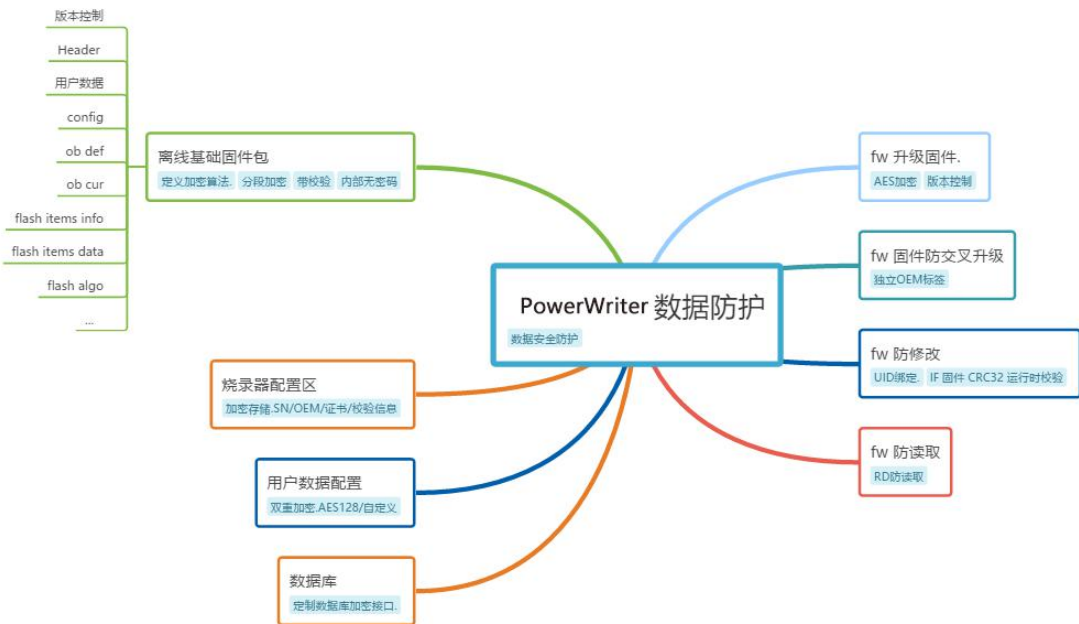 版本控制
Header
用户数据
config
ob def
ob cur
flash items info
flash items data
flash algo
...
离线基础固件包
定义加密算法. 分段加密 带校验 内部无密码
烧录器配置区
加密存储.SN/OEM/证书/校验信息
用户数据配置
双重加密.AES128/自定义
数据库
定制数据库加密接口.
PowerWriter 数据防护
数据安全防护
fw 升级固件.
AES加密 版本控制
fw 固件防交叉升级
独立OEM标签
fw 防修改
UID绑定. IF 固件 CRC32 运行时校验
fw 防读取
RD防读取